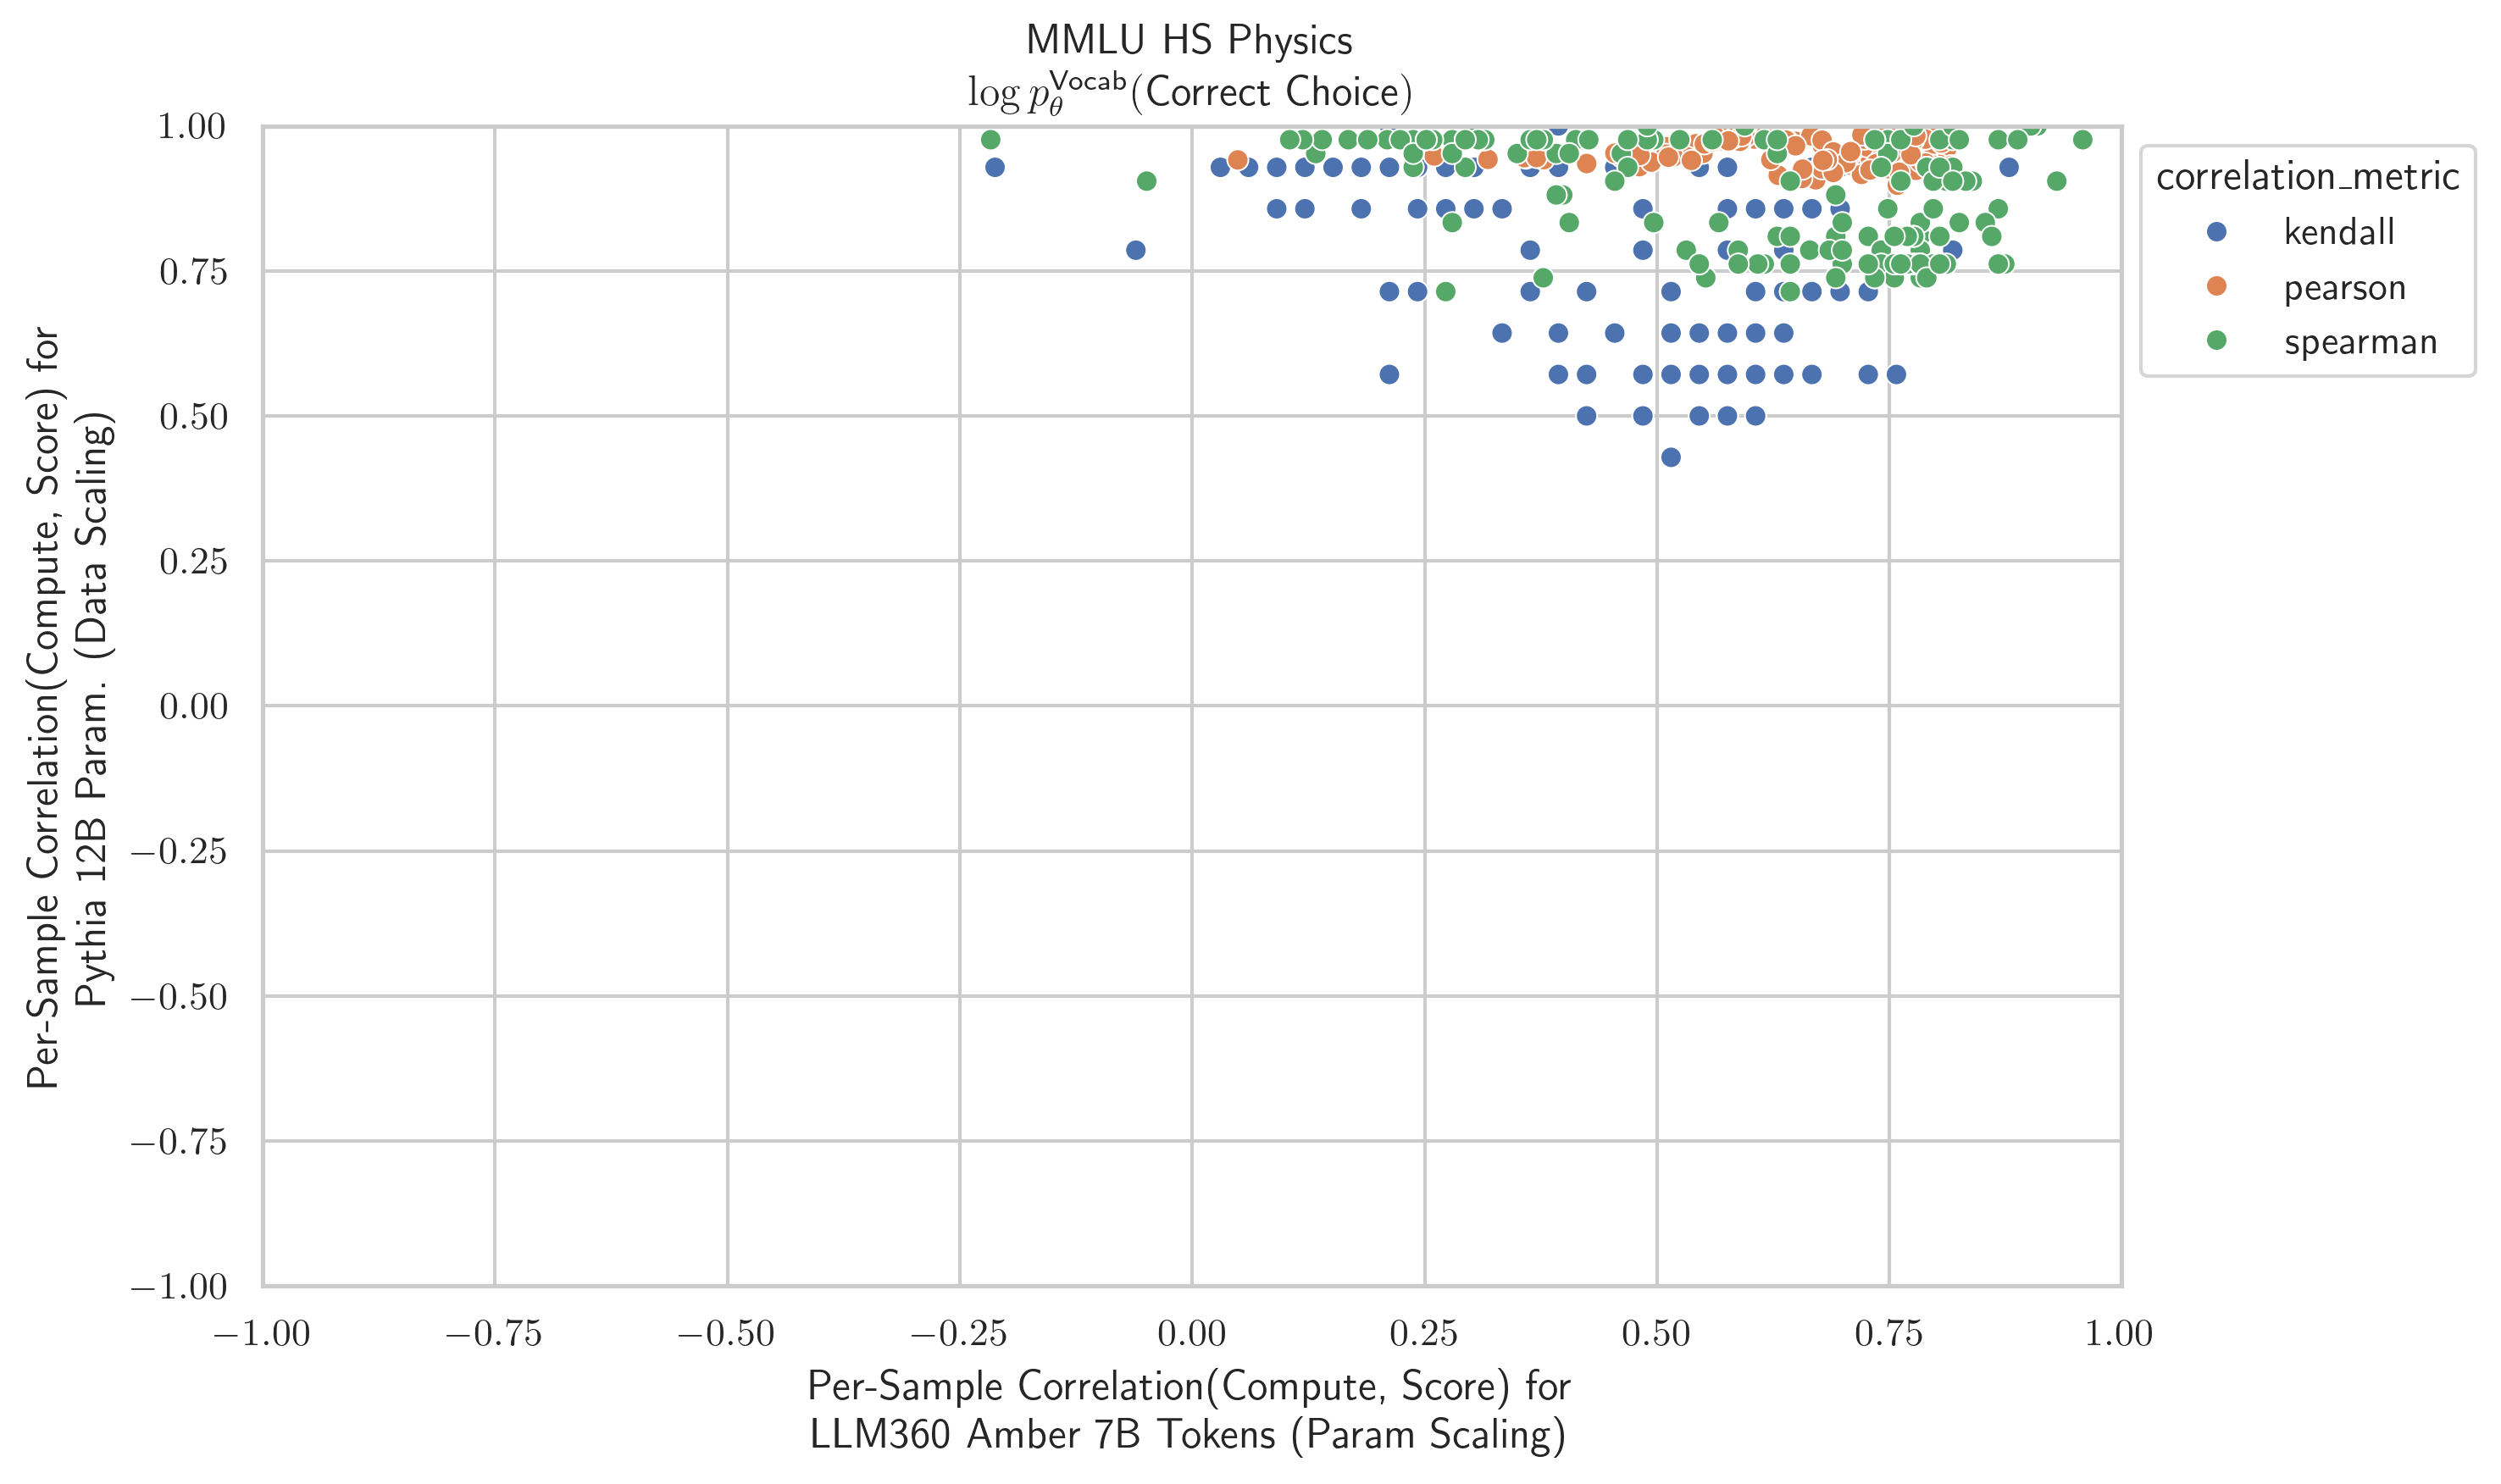 MMLU HS Physics
log p_θ^Vocab(Correct Choice)
1.00
0.75
0.50
0.25
0.00
−0.25
−0.50
−0.75
−1.00
Per-Sample Correlation(Compute, Score) for
Pythia 12B Param. (Data Scaling)
−1.00 −0.75 −0.50 −0.25 0.00 0.25 0.50 0.75 1.00
Per-Sample Correlation(Compute, Score) for
LLM360 Amber 7B Tokens (Param Scaling)
correlation_metric
kendall
pearson
spearman